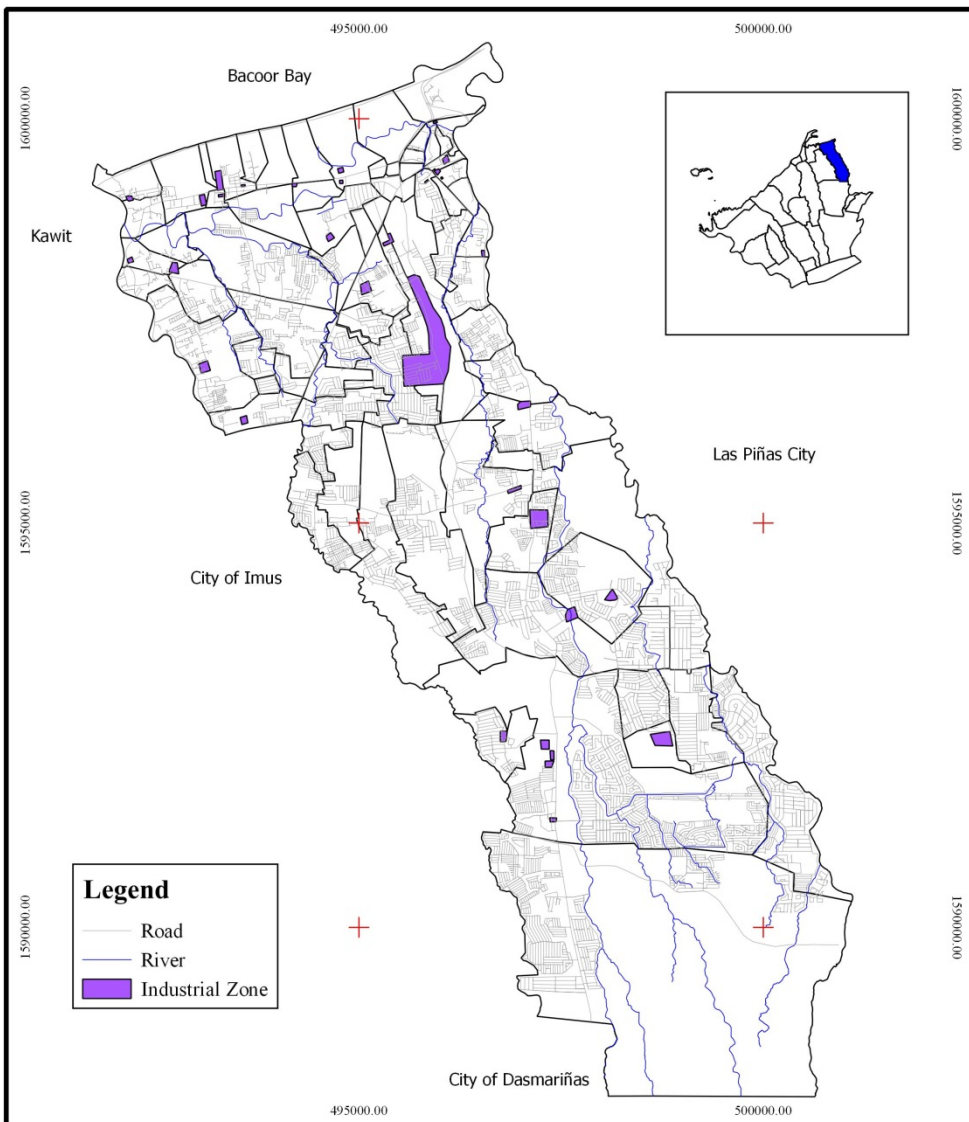 495000.00
500000.00
Bacoor Bay
1600000.00
1600000.00
Kawit
Las Piñas City
1595000.00
1595000.00
City of Imus
Legend
Road
River
Industrial Zone
1590000.00
1590000.00
City of Dasmariñas
495000.00
500000.00